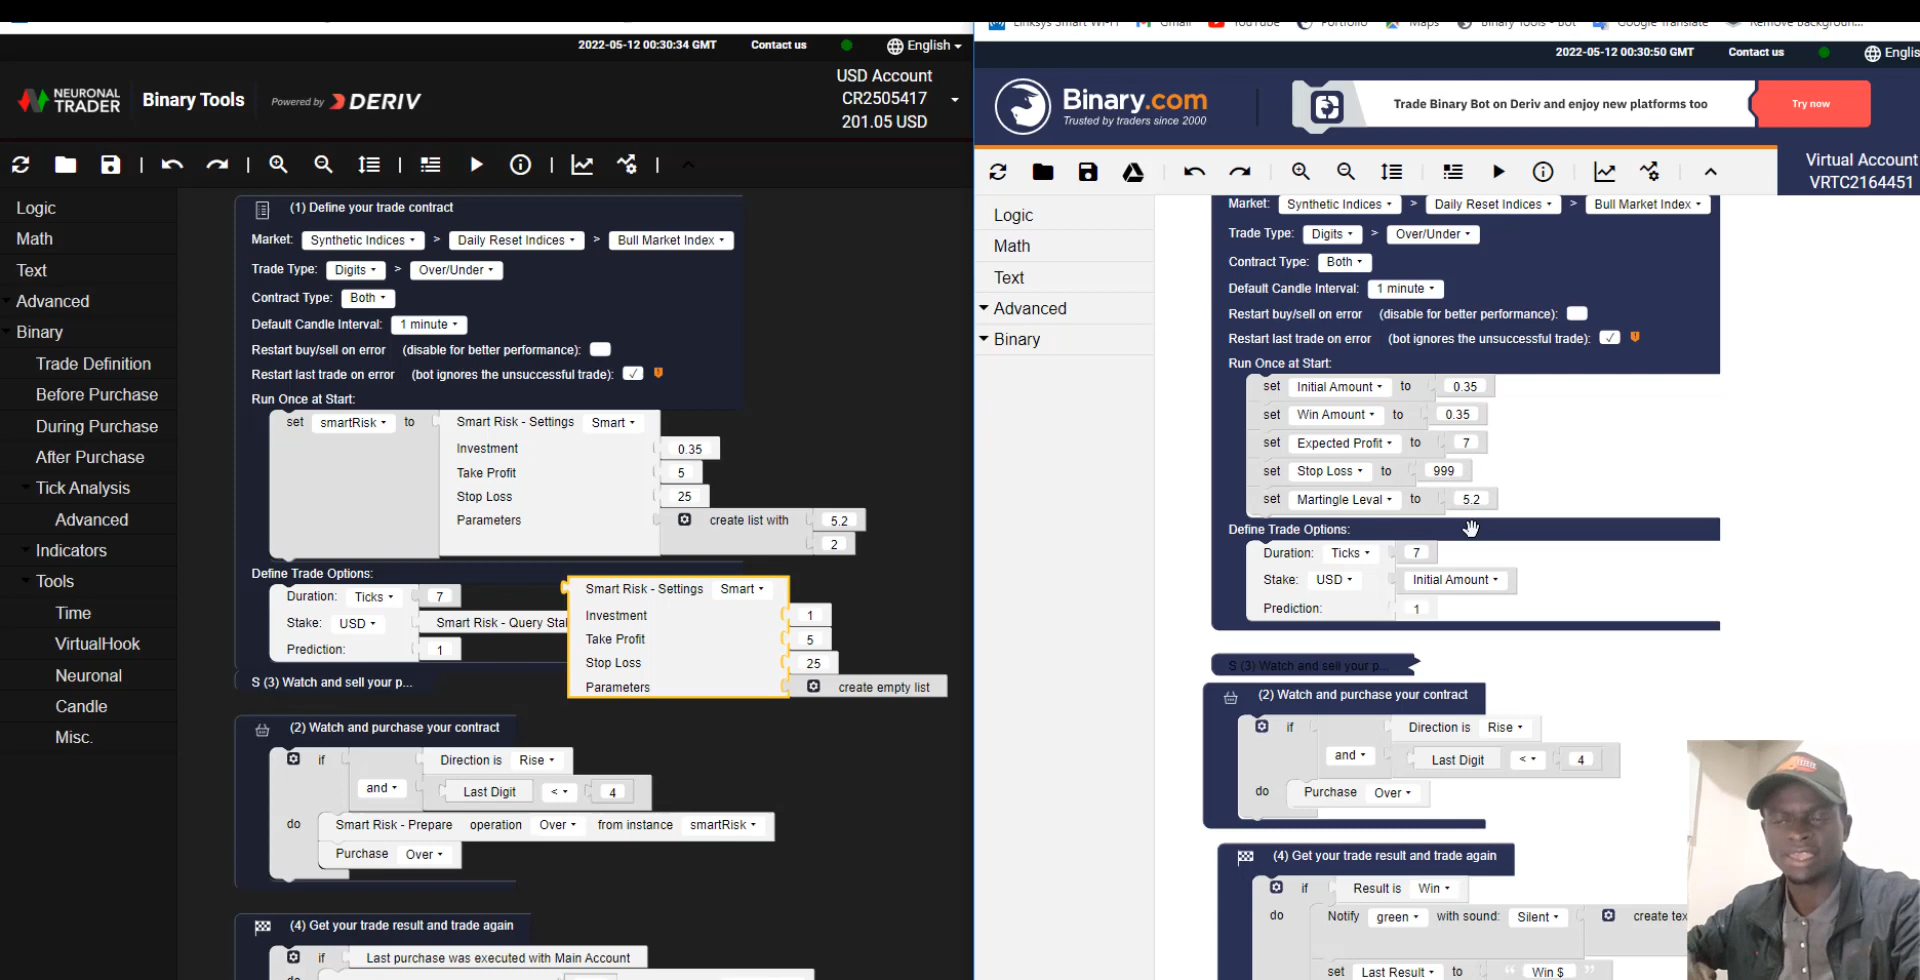 2022-05-12 00:30:34 GMT Contact us English
NEURONAL TRADER Binary Tools Powered by DERIV
USD Account
CR2505417
201.05 USD
Logic
Math
Text
Advanced
Binary
Trade Definition
Before Purchase
During Purchase
After Purchase
Tick Analysis
Advanced
Indicators
Tools
Time
VirtualHook
Neuronal
Candle
Misc.
(1) Define your trade contract
Market: Synthetic Indices > Daily Reset Indices > Bull Market Index
Trade Type: Digits > Over/Under
Contract Type: Both
Default Candle Interval: 1 minute
Restart buy/sell on error (disable for better performance):
Restart last trade on error (bot ignores the unsuccessful trade): ✓
Run Once at Start:
set smartRisk to Smart Risk - Settings Smart
Investment 0.35
Take Profit 5
Stop Loss 25
Parameters create list with 5.2
2
Define Trade Options:
Duration: Ticks 7
Stake: USD Smart Risk - Query Sta
Prediction: 1
Smart Risk - Settings Smart
Investment 1
Take Profit 5
Stop Loss 25
Parameters create empty list
S (3) Watch and sell your p...
(2) Watch and purchase your contract
if Direction is Rise
and Last Digit < 4
do Smart Risk - Prepare operation Over from instance smartRisk
Purchase Over
(4) Get your trade result and trade again
if Last purchase was executed with Main Account
Linksys Smart Wi-Fi Gmail YouTube Portfolio Maps Binary Tools - Bot Google Translate Remove Backgroun...
2022-05-12 00:30:50 GMT Contact us Englis
Binary.com
Trusted by traders since 2000
Trade Binary Bot on Deriv and enjoy new platforms too Try now
Virtual Account
VRTC2164451
Logic
Math
Text
Advanced
Binary
Market: Synthetic Indices > Daily Reset Indices > Bull Market Index
Trade Type: Digits > Over/Under
Contract Type: Both
Default Candle Interval: 1 minute
Restart buy/sell on error (disable for better performance):
Restart last trade on error (bot ignores the unsuccessful trade): ✓
Run Once at Start:
set Initial Amount to 0.35
set Win Amount to 0.35
set Expected Profit to 7
set Stop Loss to 999
set Martingle Leval to 5.2
Define Trade Options:
Duration: Ticks 7
Stake: USD Initial Amount
Prediction: 1
S (3) Watch and sell your p...
(2) Watch and purchase your contract
if Direction is Rise
and Last Digit < 4
do Purchase Over
(4) Get your trade result and trade again
if Result is Win
do Notify green with sound: Silent create tex
set Last Result to “ Win $ ”